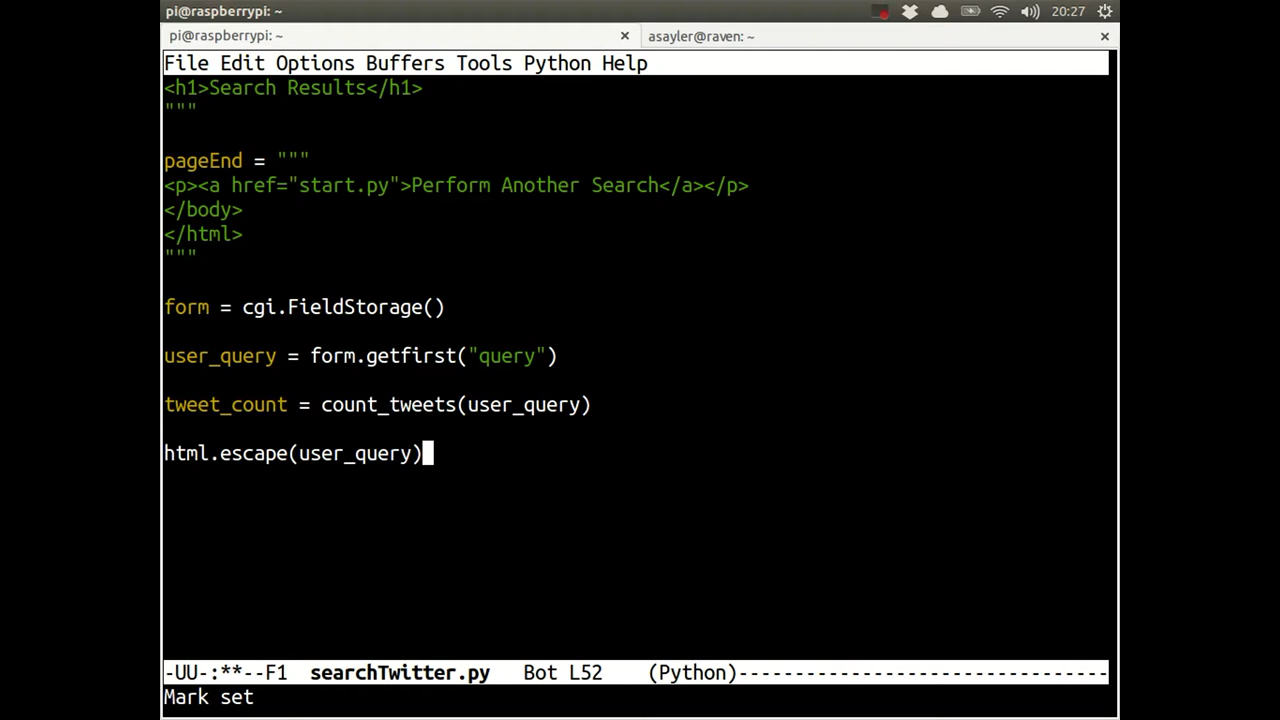 pi@raspberrypi: ~
20:27
pi@raspberrypi: ~ × asayler@raven: ~ ×
File Edit Options Buffers Tools Python Help
<h1>Search Results</h1>
"""
pageEnd = """
<p><a href="start.py">Perform Another Search</a></p>
</body>
</html>
"""
form = cgi.FieldStorage()
user_query = form.getfirst("query")
tweet_count = count_tweets(user_query)
html.escape(user_query)
-UU-:**--F1  searchTwitter.py   Bot L52    (Python)---------------------------------
Mark set